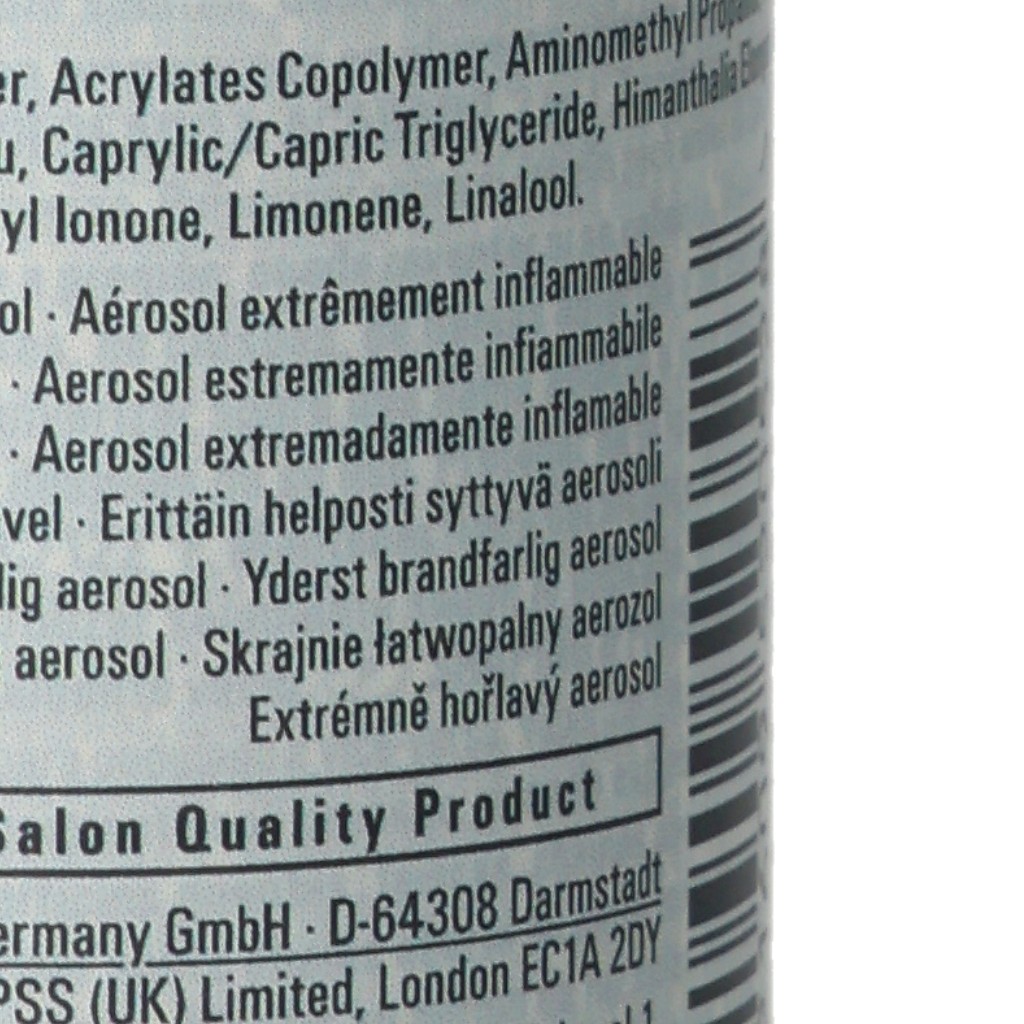 er, Acrylates Copolymer, Aminomethyl
Caprylic/Capric Triglyceride, Himanthalia
yl Ionone, Limonene, Linalool.
ol · Aérosol extrêmement inflammable
· Aerosol estremamente infiammabile
· Aerosol extremadamente inflamable
vel · Erittäin helposti syttyvä aerosoli
lig aerosol · Yderst brandfarlig aerosol
aerosol · Skrajnie łatwopalny aerozol
Extrémně hořlavý aerosol
Salon Quality Product
ermany GmbH · D-64308 Darmstadt
PSS (UK) Limited, London EC1A 2DY